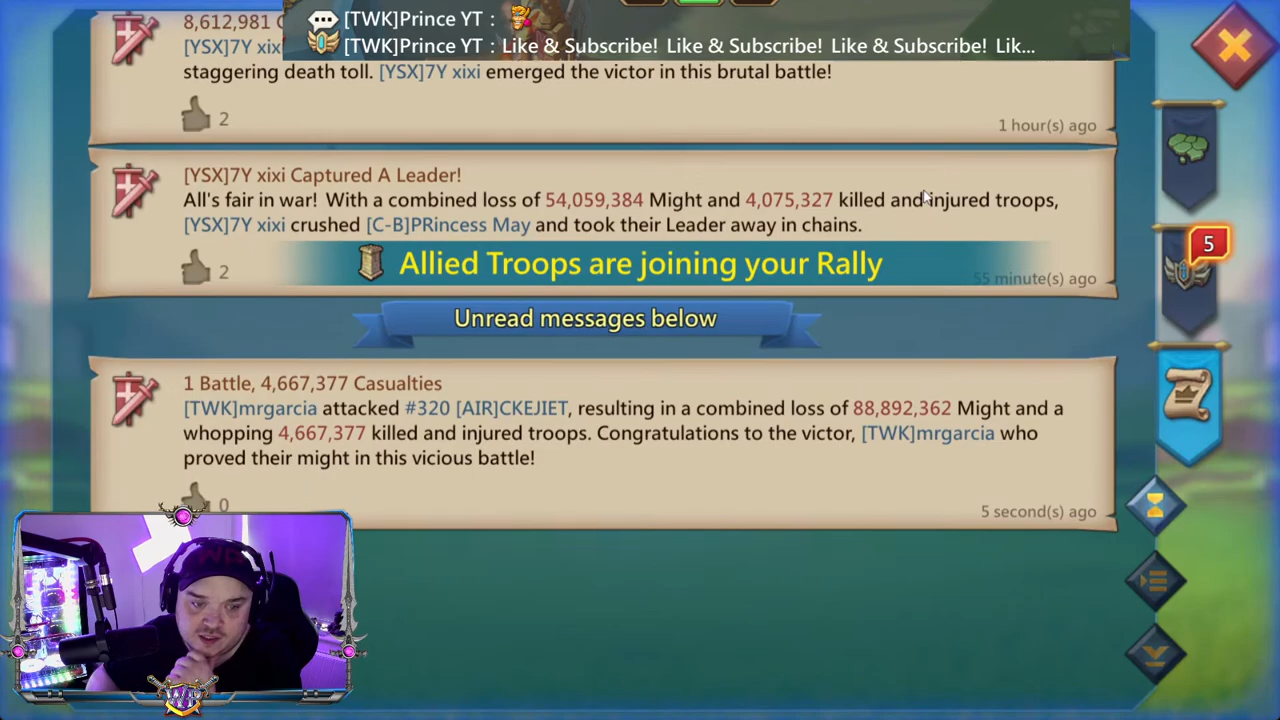 [TWK]Prince YT :
[TWK]Prince YT : Like & Subscribe! Like & Subscribe! Like & Subscribe! Lik...
8,612,981
[YSX]7Y xix
staggering death toll. [YSX]7Y xixi emerged the victor in this brutal battle!
2
1 hour(s) ago
[YSX]7Y xixi Captured A Leader!
All's fair in war! With a combined loss of 54,059,384 Might and 4,075,327 killed and injured troops,
[YSX]7Y xixi crushed [C-B]PRincess May and took their Leader away in chains.
2
Allied Troops are joining your Rally
55 minute(s) ago
5
Unread messages below
1 Battle, 4,667,377 Casualties
[TWK]mrgarcia attacked #320 [AIR]CKEJIET, resulting in a combined loss of 88,892,362 Might and a
whopping 4,667,377 killed and injured troops. Congratulations to the victor, [TWK]mrgarcia who
proved their might in this vicious battle!
0
5 second(s) ago